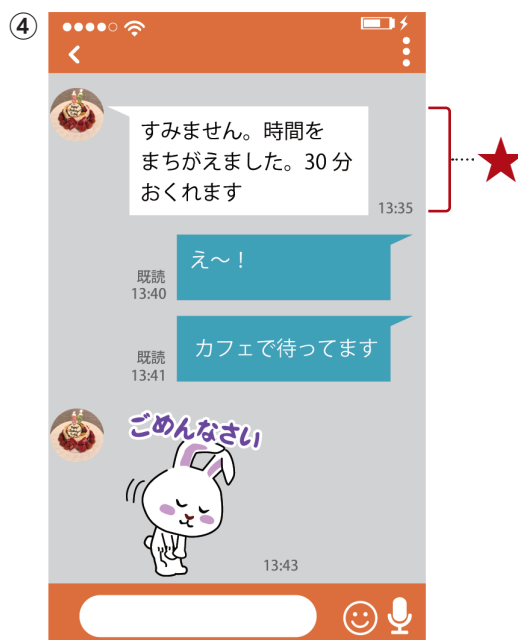 ④
すみません。時間を
まちがえました。30 分
おくれます
13:35
え～！
既読
13:40
カフェで待ってます
既読
13:41
ごめんなさい
13:43